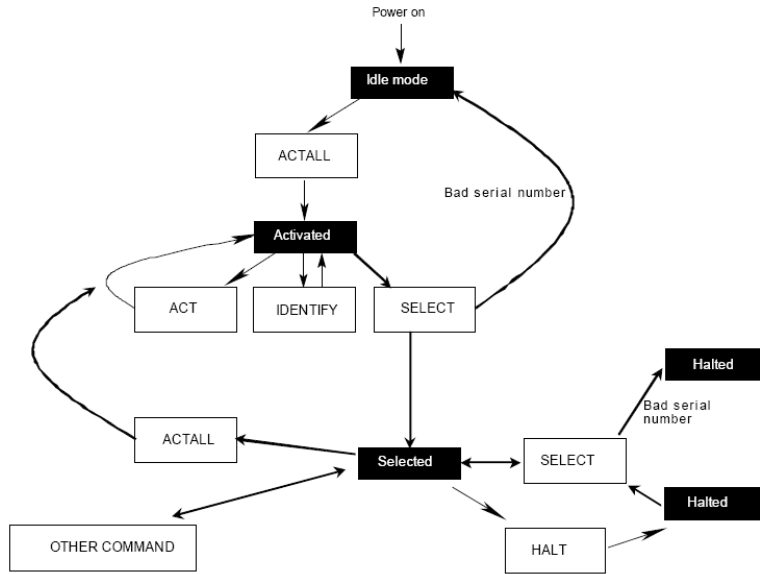 Power on
Idle mode
ACTALL
Bad serial number
Activated
ACT
IDENTIFY
SELECT
Halted
Bad serial
number
ACTALL
Selected
SELECT
Halted
OTHER COMMAND
HALT